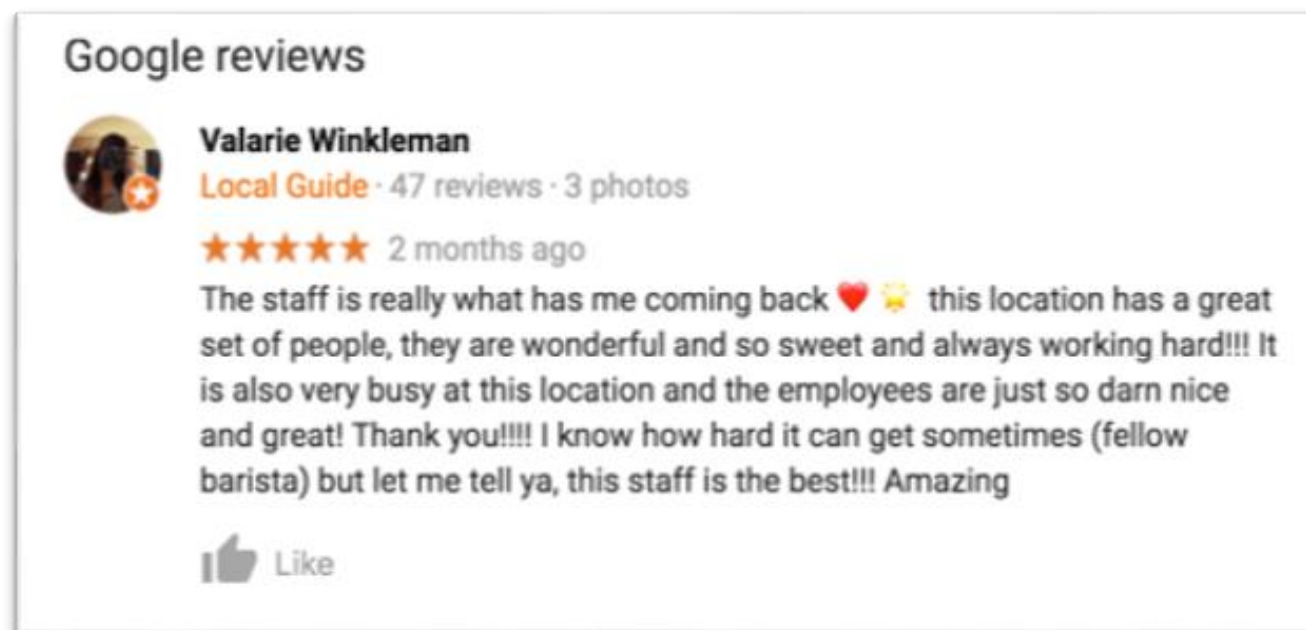 Google reviews
Valarie Winkleman
Local Guide · 47 reviews · 3 photos
2 months ago
The staff is really what has me coming back ❤️ 🌟 this location has a great
set of people, they are wonderful and so sweet and always working hard!!! It
is also very busy at this location and the employees are just so darn nice
and great! Thank you!!!! I know how hard it can get sometimes (fellow
barista) but let me tell ya, this staff is the best!!! Amazing
Like